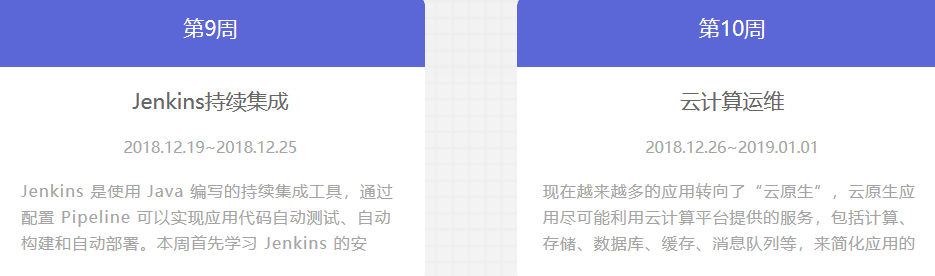 第9周
Jenkins持续集成
2018.12.19~2018.12.25
Jenkins 是使用 Java 编写的持续集成工具，通过
配置 Pipeline 可以实现应用代码自动测试、自动
构建和自动部署。本周首先学习 Jenkins 的安
第10周
云计算运维
2018.12.26~2019.01.01
现在越来越多的应用转向了“云原生”，云原生应
用尽可能利用云计算平台提供的服务，包括计算、
存储、数据库、缓存、消息队列等，来简化应用的